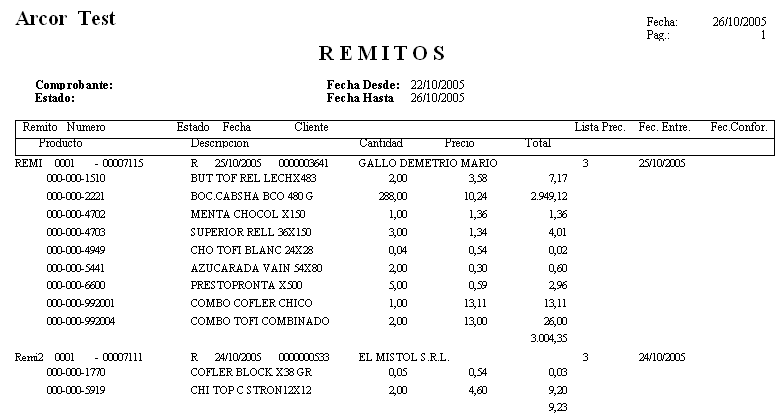 Arcor Test
Fecha: 26/10/2005
Pag.: 1
REMITOS
Comprobante: Fecha Desde: 22/10/2005
Estado: Fecha Hasta 26/10/2005
Remito Numero Estado Fecha Cliente Lista Prec. Fec. Entre. Fec.Confor.
Producto Descripcion Cantidad Precio Total
REMI 0001 - 00007115 R 25/10/2005 0000003641 GALLO DEMETRIO MARIO 3 25/10/2005
000-000-1510 BUT TOF REL LECHX483 2,00 3,58 7,17
000-000-2221 BOC.CABSHA BCO 480 G 288,00 10,24 2.949,12
000-000-4702 MENTA CHOCOL X150 1,00 1,36 1,36
000-000-4703 SUPERIOR RELL 36X150 3,00 1,34 4,01
000-000-4949 CHO TOFI BLANC 24X28 0,04 0,54 0,02
000-000-5441 AZUCARADA VAIN 54X80 2,00 0,30 0,60
000-000-6600 PRESTOPRONTA X500 5,00 0,59 2,96
000-000-992001 COMBO COFLER CHICO 1,00 13,11 13,11
000-000-992004 COMBO TOFI COMBINADO 2,00 13,00 26,00
3.004,35
Remi2 0001 - 00007111 R 24/10/2005 0000000533 EL MISTOL S.R.L. 3 24/10/2005
000-000-1770 COFLER BLOCK X38 GR 0,05 0,54 0,03
000-000-5919 CHI TOP C STRON12X12 2,00 4,60 9,20
9,23